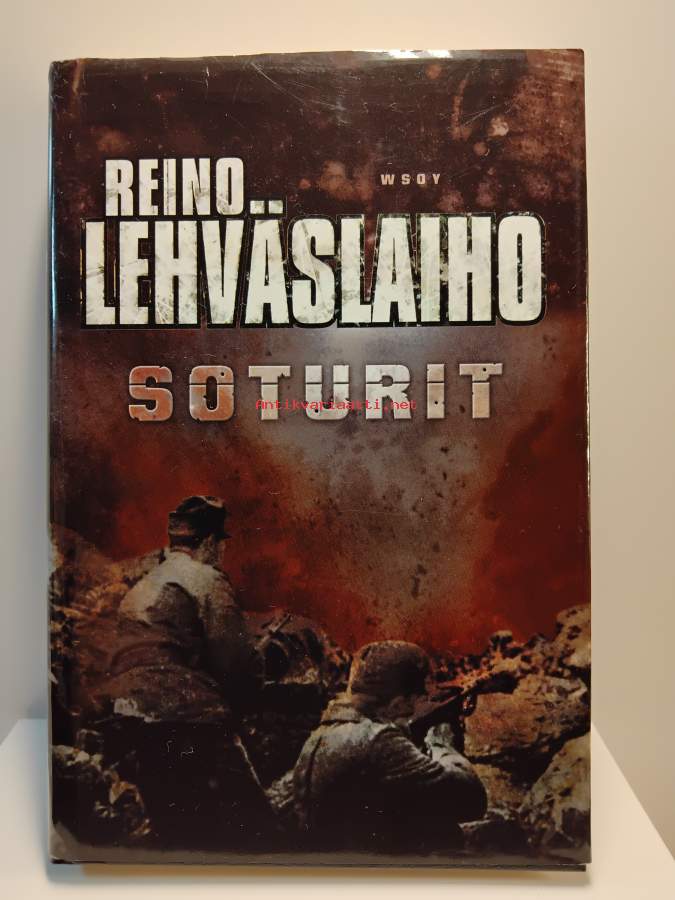 REINO
WSOY
LEHVÄSLAIHO
SOTURIT
Antikvariaatti.net